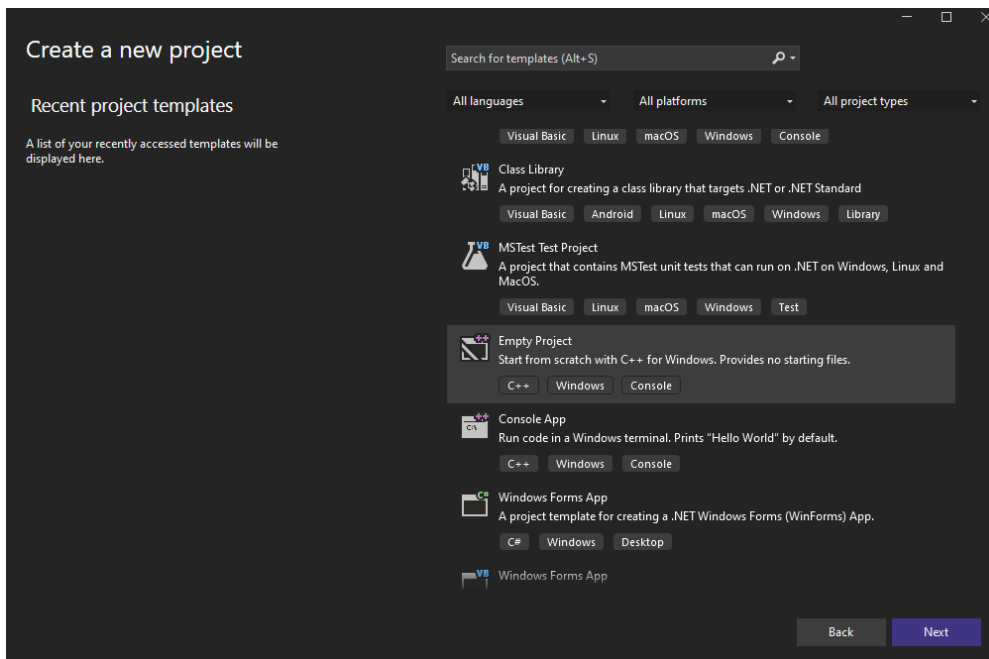 Create a new project
Search for templates (Alt+S)
Recent project templates
All languages
All platforms
All project types
A list of your recently accessed templates will be
displayed here.
Visual Basic Linux macOS Windows Console
VB
Class Library
A project for creating a class library that targets .NET or .NET Standard
Visual Basic Android Linux macOS Windows Library
VB
MSTest Test Project
A project that contains MSTest unit tests that can run on .NET on Windows, Linux and
MacOS.
Visual Basic Linux macOS Windows Test
++
Empty Project
Start from scratch with C++ for Windows. Provides no starting files.
C++ Windows Console
++
C:\
Console App
Run code in a Windows terminal. Prints "Hello World" by default.
C++ Windows Console
C#
Windows Forms App
A project template for creating a .NET Windows Forms (WinForms) App.
C# Windows Desktop
VB
Windows Forms App
Back
Next